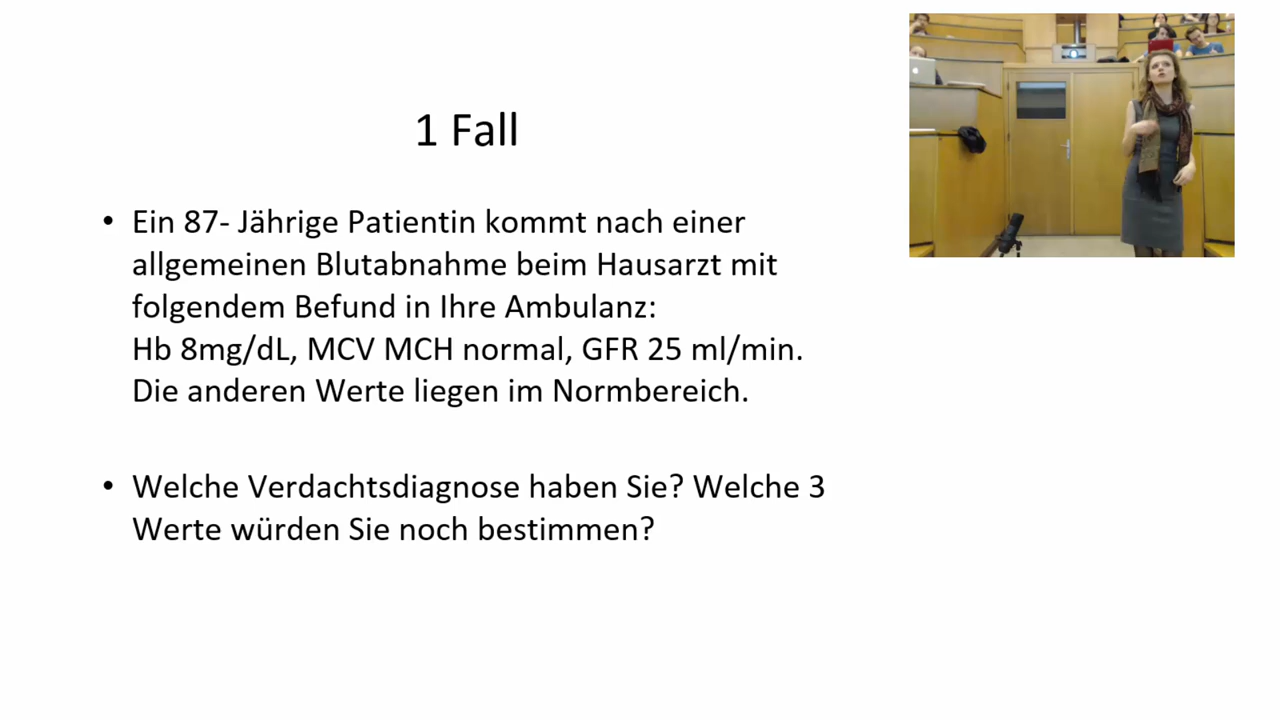 1 Fall
• Ein 87- Jährige Patientin kommt nach einer
allgemeinen Blutabnahme beim Hausarzt mit
folgendem Befund in Ihre Ambulanz:
Hb 8mg/dL, MCV MCH normal, GFR 25 ml/min.
Die anderen Werte liegen im Normbereich.
• Welche Verdachtsdiagnose haben Sie? Welche 3
Werte würden Sie noch bestimmen?